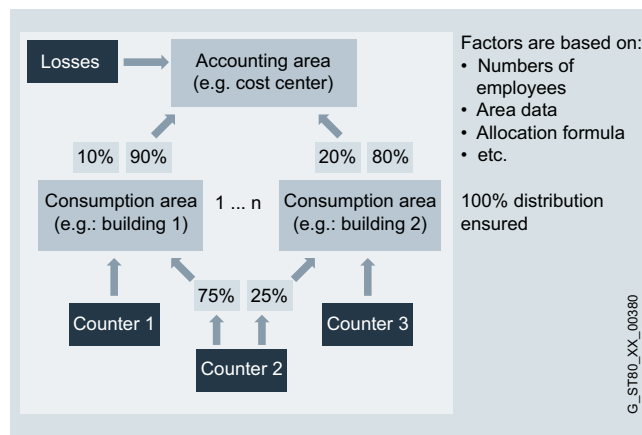 Losses
Accounting area
(e.g. cost center)
10%
90%
20%
80%
Consumption area
(e.g.: building 1)
1 ... n
Consumption area
(e.g.: building 2)
75%
25%
Counter 1
Counter 2
Counter 3
Factors are based on:
• Numbers of
employees
• Area data
• Allocation formula
• etc.
100% distribution
ensured
G_ST80_XX_00380